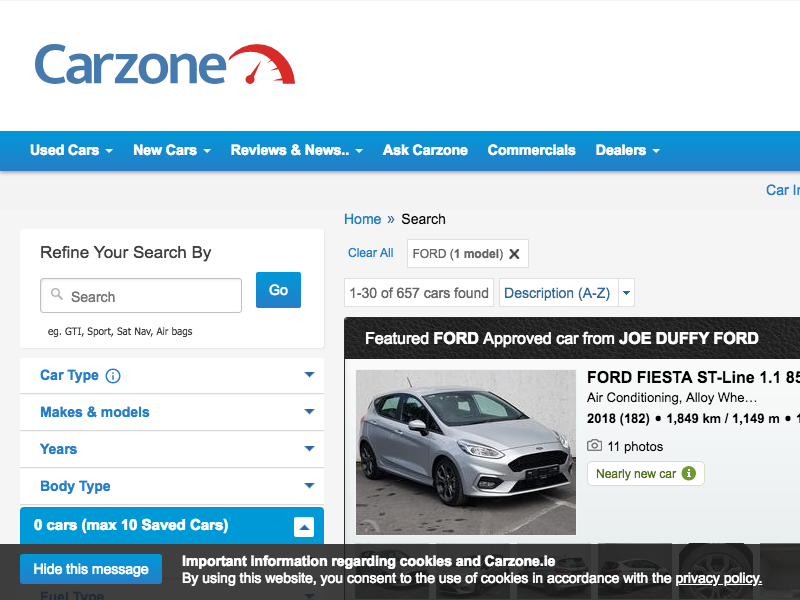 Carzone
Used Cars New Cars Reviews & News.. Ask Carzone Commercials Dealers
Car In
Home » Search
Refine Your Search By
Clear All FORD (1 model) X
Search Go
1-30 of 657 cars found Description (A-Z)
eg. GTI, Sport, Sat Nav, Air bags
Featured FORD Approved car from JOE DUFFY FORD
Car Type i
Makes & models
Years
Body Type
FORD FIESTA ST-Line 1.1 85
Air Conditioning, Alloy Whe…
2018 (182) • 1,849 km / 1,149 m • 1
11 photos
Nearly new car i
0 cars (max 10 Saved Cars)
Hide this message
Important Information regarding cookies and Carzone.ie
By using this website, you consent to the use of cookies in accordance with the privacy policy.
Fuel Type